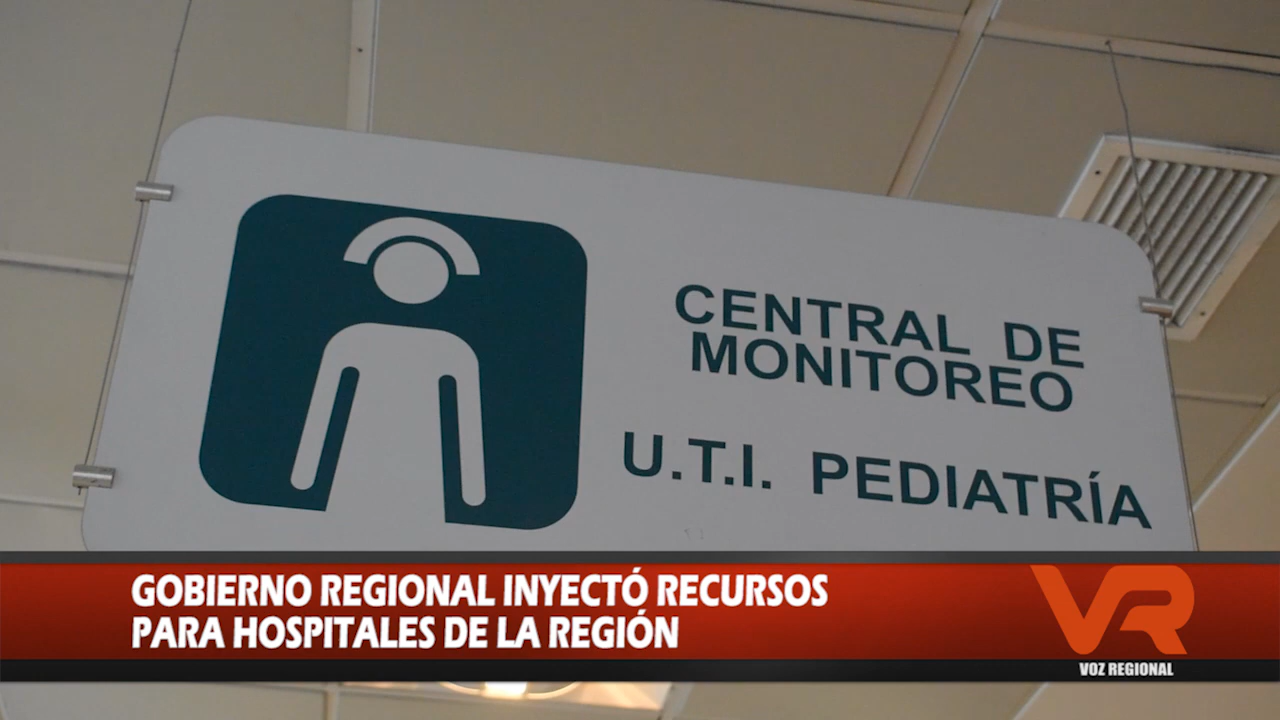 CENTRAL DE
MONITOREO
U.T.I. PEDIATRÍA
GOBIERNO REGIONAL INYECTÓ RECURSOS
PARA HOSPITALES DE LA REGIÓN
VR
VOZ REGIONAL